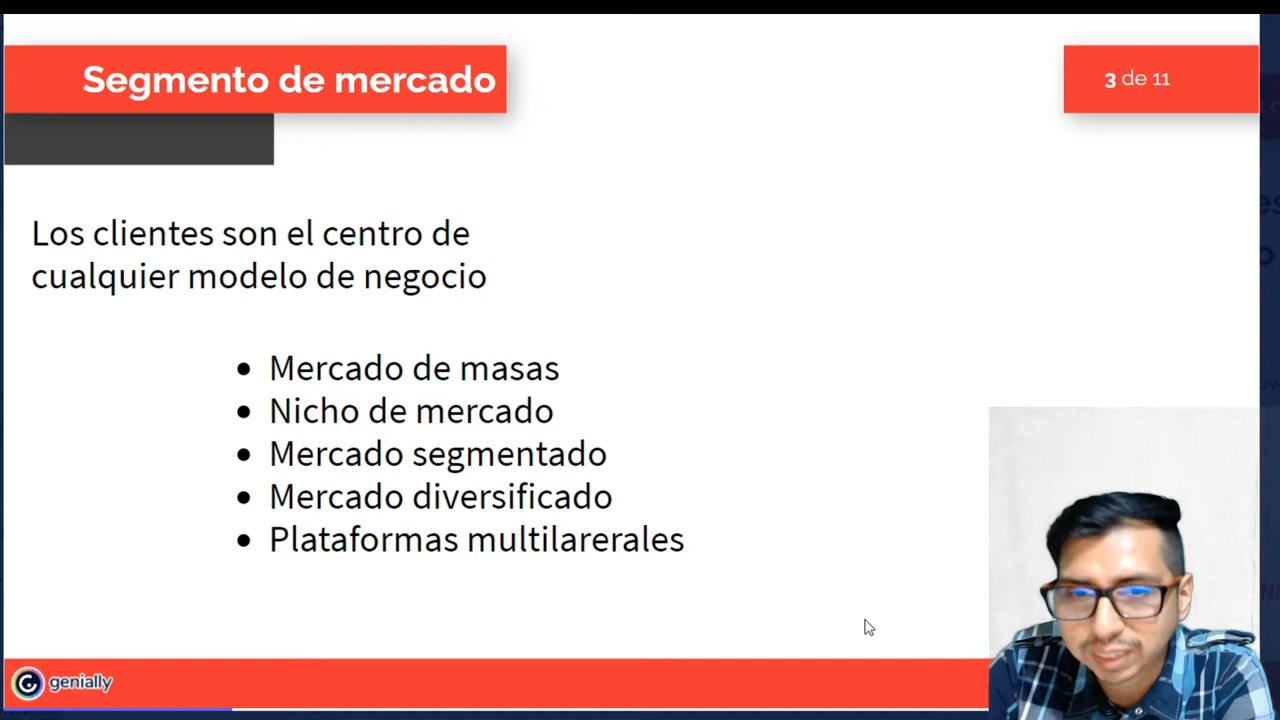 Segmento de mercado
3 de 11
Los clientes son el centro de
cualquier modelo de negocio
• Mercado de masas
• Nicho de mercado
• Mercado segmentado
• Mercado diversificado
• Plataformas multilarerales
genially